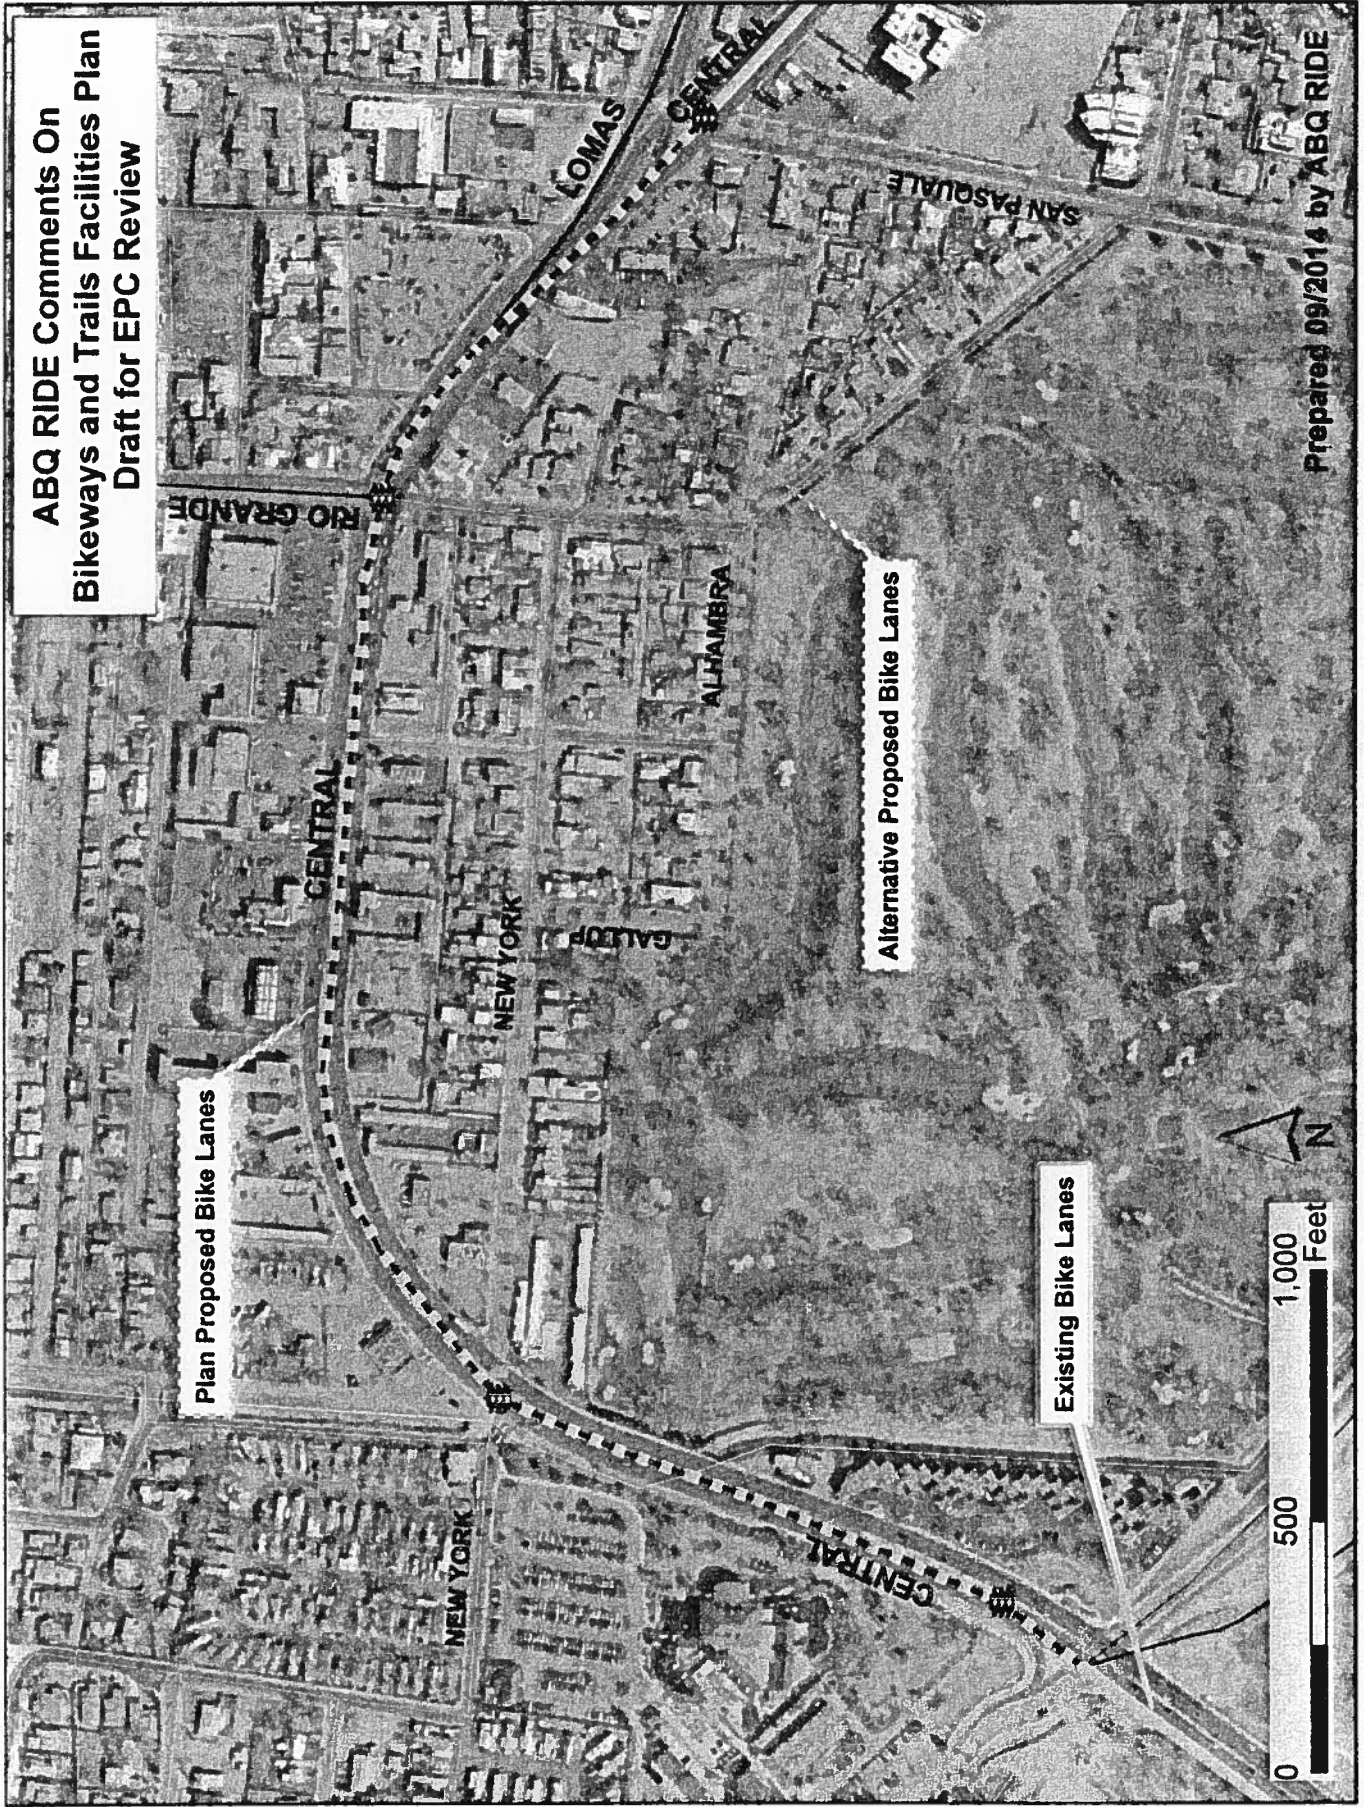 ABQ RIDE Comments On
Bikeways and Trails Facilities Plan
Draft for EPC Review
LOMAS
CENTRAL
RIO GRANDE
SAN PASQUALE
CENTRAL
ALHAMBRA
NEW YORK
GALLUP
Plan Proposed Bike Lanes
Alternative Proposed Bike Lanes
NEW YORK
CENTRAL
Existing Bike Lanes
0 500 1,000
Feet
N
Prepared 09/2014 by ABQ RIDE